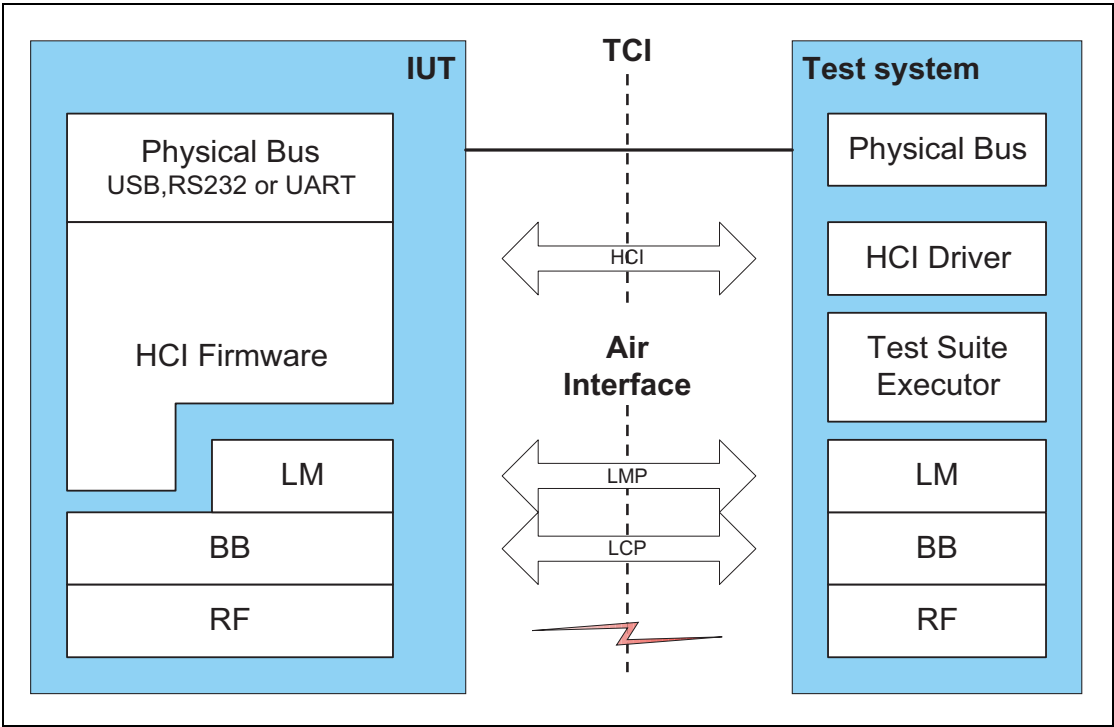 IUT
Physical Bus
USB,RS232 or UART
HCI Firmware
LM
BB
RF
TCI
HCI
Air
Interface
LMP
LCP
Test system
Physical Bus
HCI Driver
Test Suite
Executor
LM
BB
RF